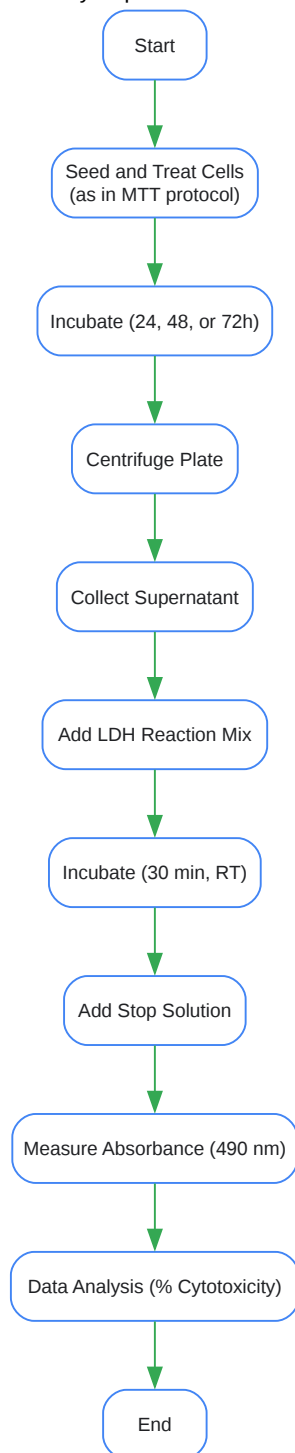 Start
Seed and Treat Cells
(as in MTT protocol)
Incubate (24, 48, or 72h)
Centrifuge Plate
Collect Supernatant
Add LDH Reaction Mix
Incubate (30 min, RT)
Add Stop Solution
Measure Absorbance (490 nm)
Data Analysis (% Cytotoxicity)
End